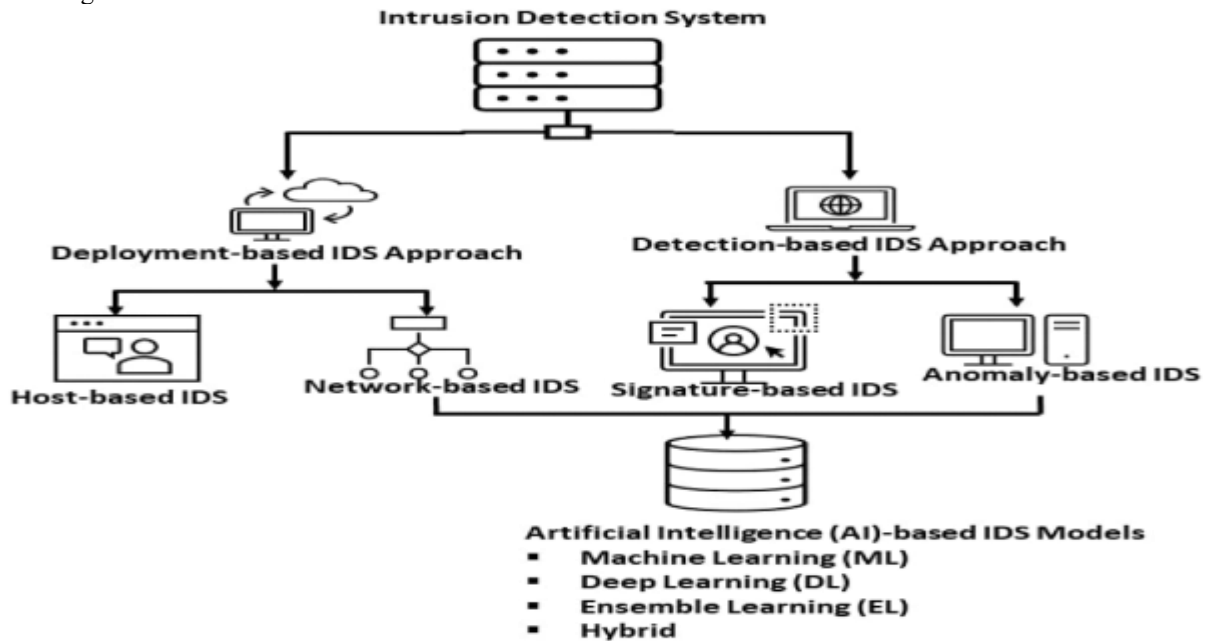 Intrusion Detection System
Deployment-based IDS Approach
Detection-based IDS Approach
Host-based IDS
Network-based IDS
Signature-based IDS
Anomaly-based IDS
Artificial Intelligence (AI)-based IDS Models
▪ Machine Learning (ML)
▪ Deep Learning (DL)
▪ Ensemble Learning (EL)
▪ Hybrid